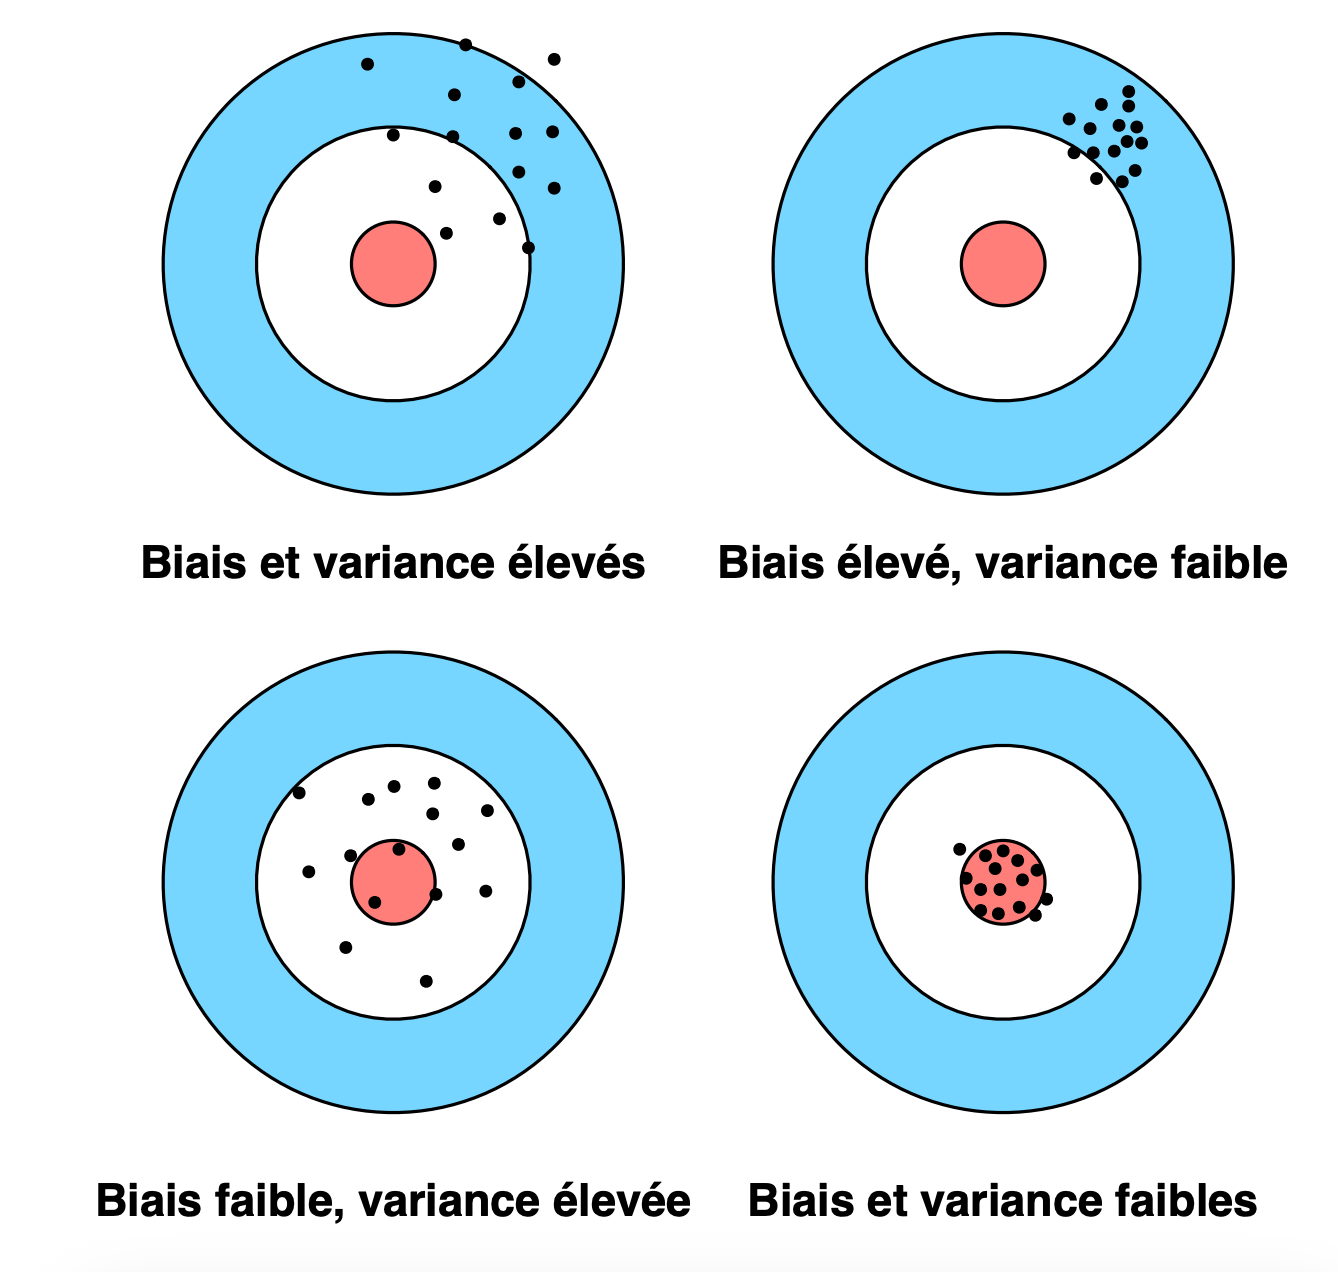 Biais et variance élevés
Biais élevé, variance faible
Biais faible, variance élevée
Biais et variance faibles